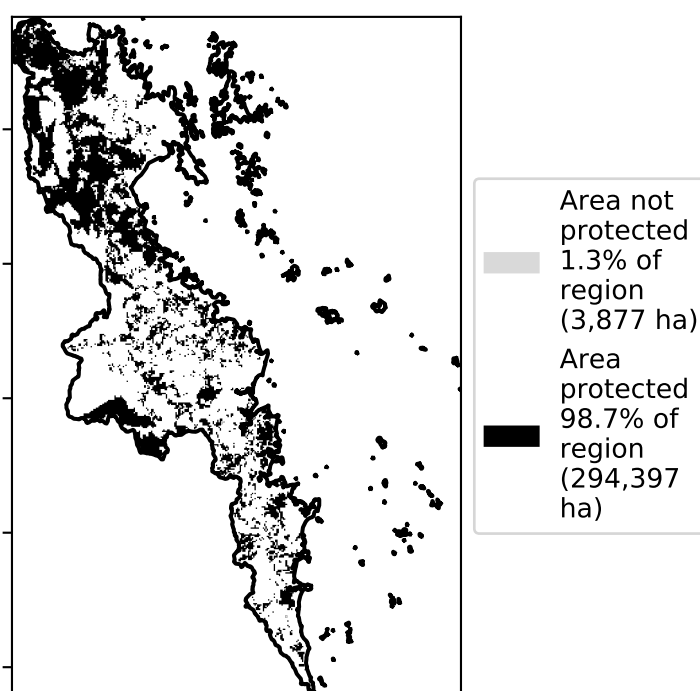 Area not
protected
1.3% of
region
(3,877 ha)
Area
protected
98.7% of
region
(294,397
ha)